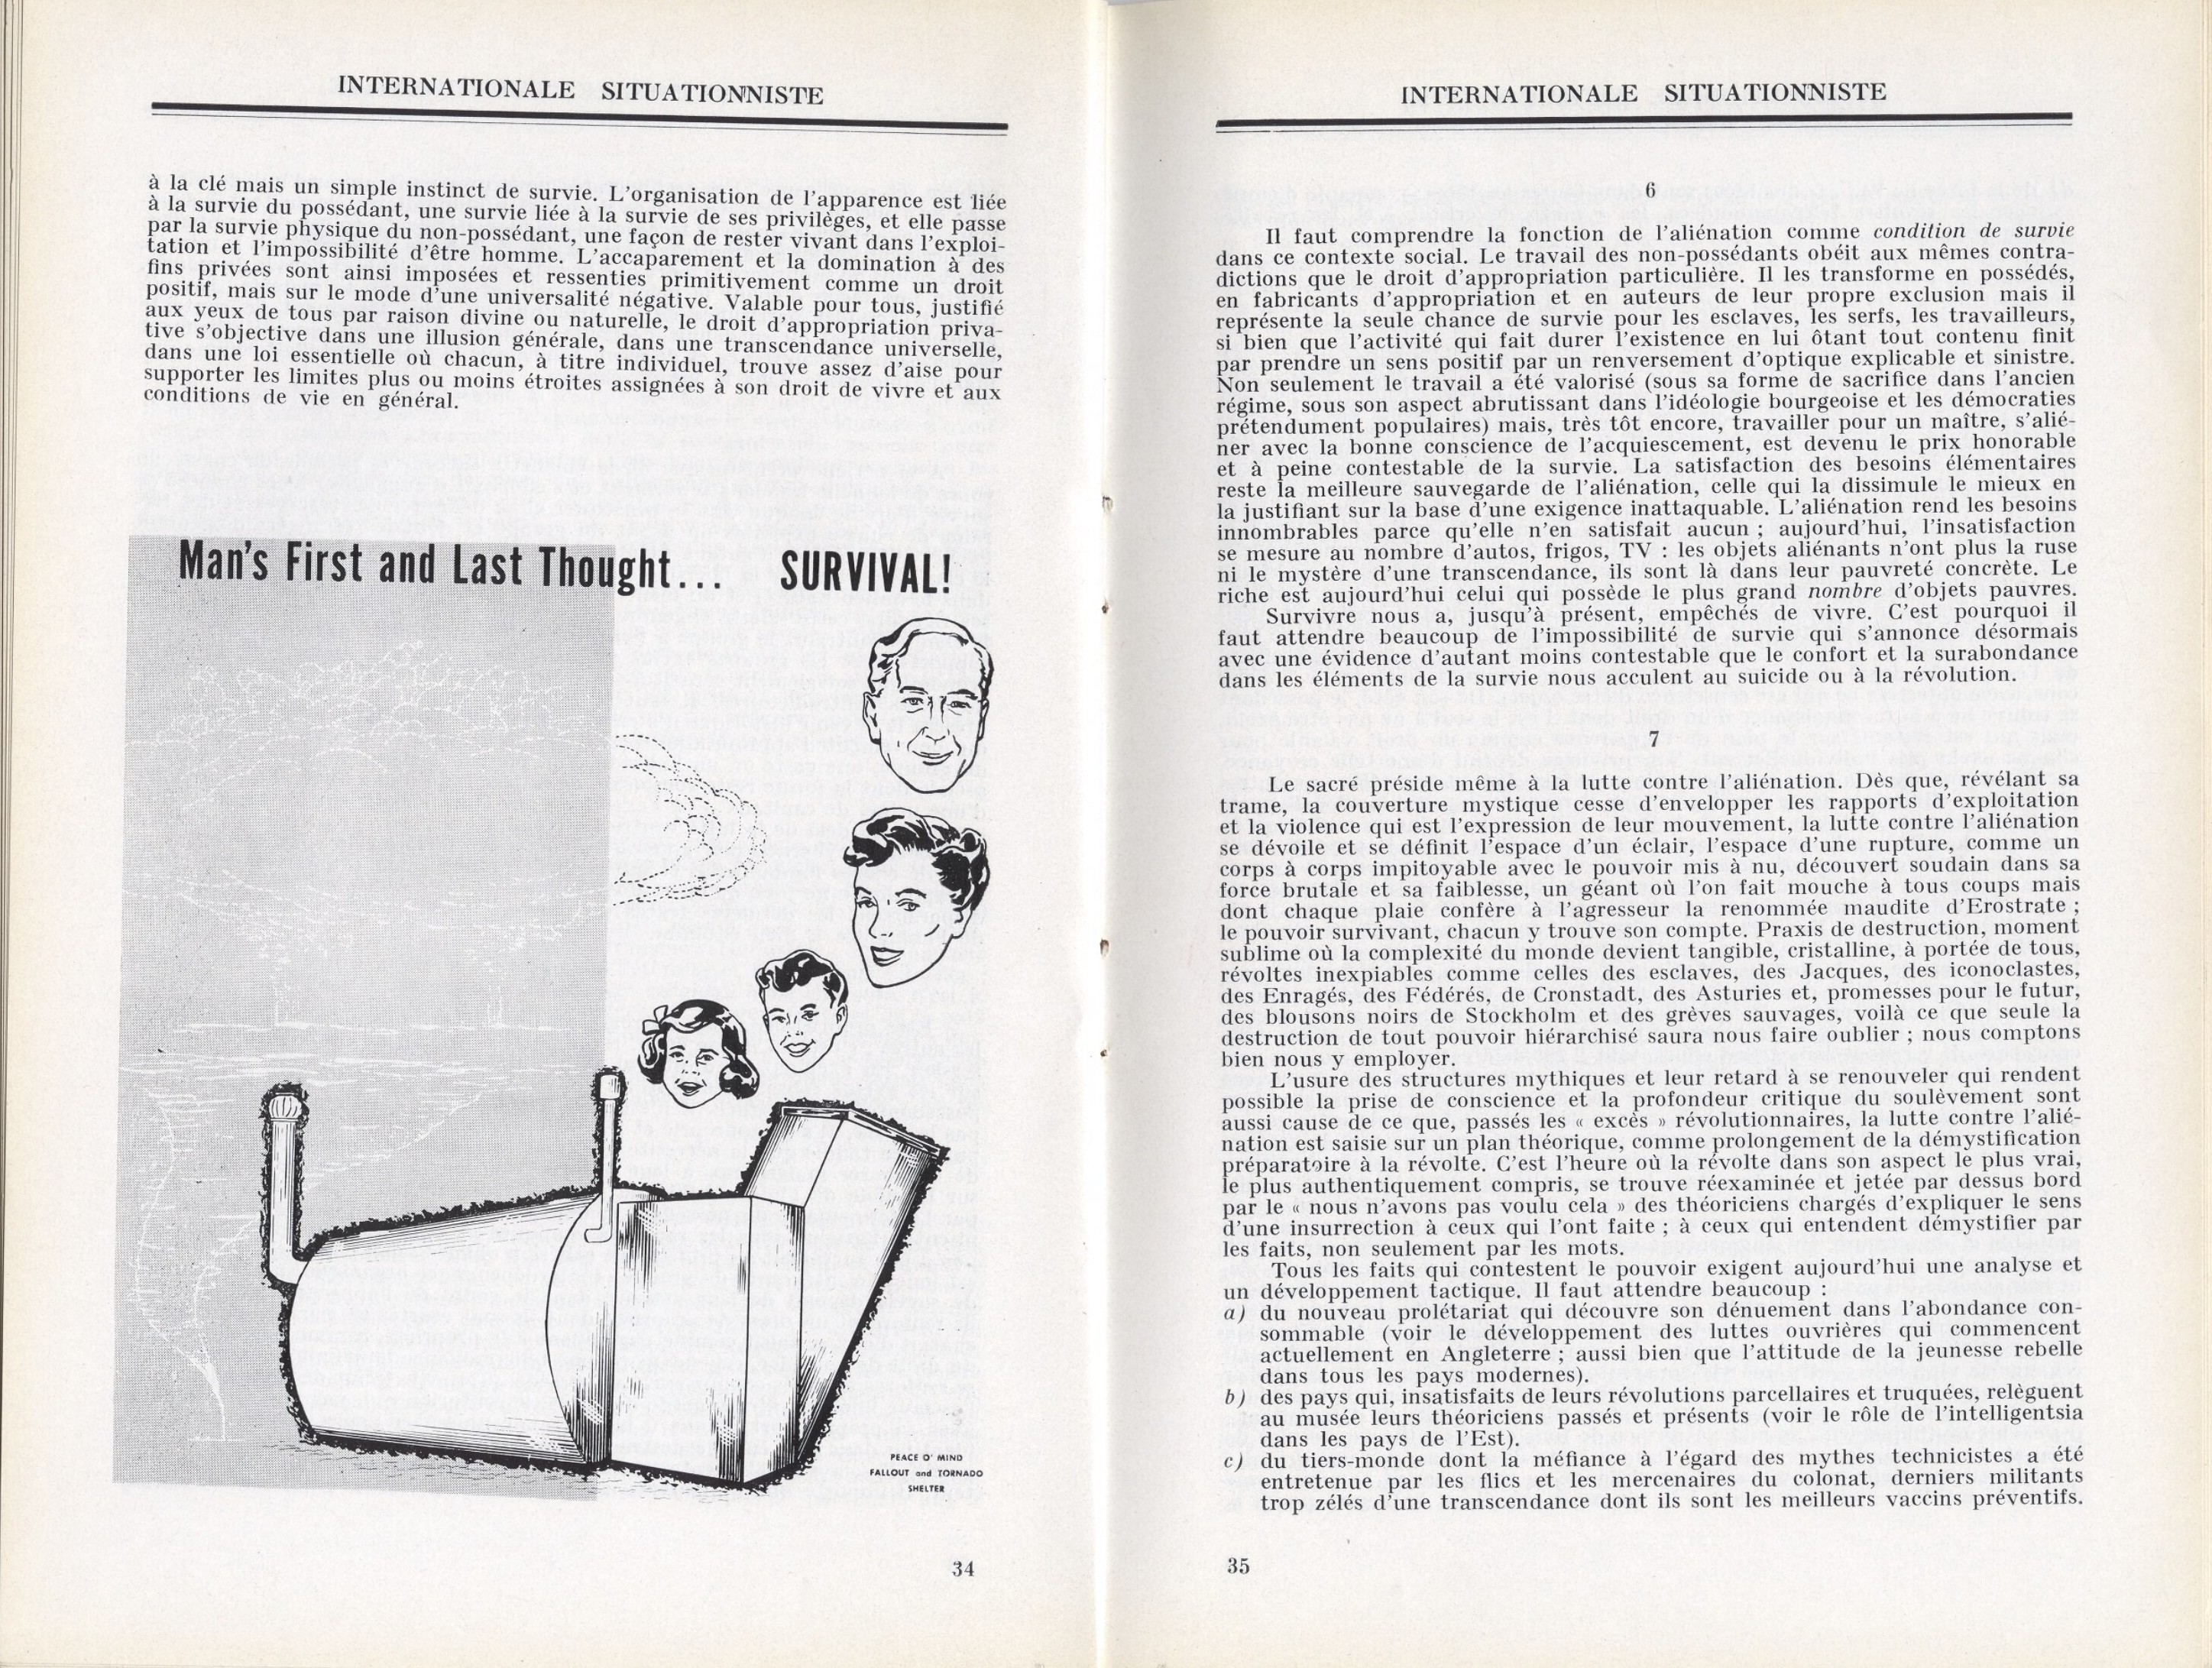 INTERNATIONALE SITUATIONNISTE
à la clé mais un simple instinct de survie. L'organisation de l'apparence est liée
à la survie du possédant, une survie liée à la survie de ses privilèges, et elle passe
par la survie physique du non-possédant, une façon de rester vivant dans l'exploi-
tation et l'impossibilité d'être homme. L'accaparement et la domination à des
fins privées sont ainsi imposées et ressenties primitivement comme un droit
positif, mais sur le mode d'une universalité négative. Valable pour tous, justifié
aux yeux de tous par raison divine ou naturelle, le droit d'appropriation priva-
tive s'objective dans une illusion générale, dans une transcendance universelle,
dans une loi essentielle où chacun, à titre individuel, trouve assez d'aise pour
supporter les limites plus ou moins étroites assignées à son droit de vivre et aux
conditions de vie en général.
Man's First and Last Thought... SURVIVAL!
PEACE O' MIND
FALLOUT and TORNADO
SHELTER
34
INTERNATIONALE SITUATIONNISTE
6
Il faut comprendre la fonction de l'aliénation comme condition de survie
dans ce contexte social. Le travail des non-possédants obéit aux mêmes contra-
dictions que le droit d'appropriation particulière. Il les transforme en possédés,
en fabricants d'appropriation et en auteurs de leur propre exclusion mais il
représente la seule chance de survie pour les esclaves, les serfs, les travailleurs,
si bien que l'activité qui fait durer l'existence en lui ôtant tout contenu finit
par prendre un sens positif par un renversement d'optique explicable et sinistre.
Non seulement le travail a été valorisé (sous sa forme de sacrifice dans l'ancien
régime, sous son aspect abrutissant dans l'idéologie bourgeoise et les démocraties
prétendument populaires) mais, très tôt encore, travailler pour un maître, s'alié-
ner avec la bonne conscience de l'acquiescement, est devenu le prix honorable
et à peine contestable de la survie. La satisfaction des besoins élémentaires
reste la meilleure sauvegarde de l'aliénation, celle qui la dissimule le mieux en
la justifiant sur la base d'une exigence inattaquable. L'aliénation rend les besoins
innombrables parce qu'elle n'en satisfait aucun ; aujourd'hui, l'insatisfaction
se mesure au nombre d'autos, frigos, TV : les objets aliénants n'ont plus la ruse
ni le mystère d'une transcendance, ils sont là dans leur pauvreté concrète. Le
riche est aujourd'hui celui qui possède le plus grand nombre d'objets pauvres.
Survivre nous a, jusqu'à présent, empêchés de vivre. C'est pourquoi il
faut attendre beaucoup de l'impossibilité de survie qui s'annonce désormais
avec une évidence d'autant moins contestable que le confort et la surabondance
dans les éléments de la survie nous acculent au suicide ou à la révolution.
7
Le sacré préside même à la lutte contre l'aliénation. Dès que, révélant sa
trame, la couverture mystique cesse d'envelopper les rapports d'exploitation
et la violence qui est l'expression de leur mouvement, la lutte contre l'aliénation
se dévoile et se définit l'espace d'un éclair, l'espace d'une rupture, comme un
corps à corps impitoyable avec le pouvoir mis à nu, découvert soudain dans sa
force brutale et sa faiblesse, un géant où l'on fait mouche à tous coups mais
dont chaque plaie confère à l'agresseur la renommée maudite d'Erostrate ;
le pouvoir survivant, chacun y trouve son compte. Praxis de destruction, moment
sublime où la complexité du monde devient tangible, cristalline, à portée de tous,
révoltes inexpiables comme celles des esclaves, des Jacques, des iconoclastes,
des Enragés, des Fédérés, de Cronstadt, des Asturies et, promesses pour le futur,
des blousons noirs de Stockholm et des grèves sauvages, voilà ce que seule la
destruction de tout pouvoir hiérarchisé saura nous faire oublier ; nous comptons
bien nous y employer.
L'usure des structures mythiques et leur retard à se renouveler qui rendent
possible la prise de conscience et la profondeur critique du soulèvement sont
aussi cause de ce que, passés les « excès » révolutionnaires, la lutte contre l'alié-
nation est saisie sur un plan théorique, comme prolongement de la démystification
préparatoire à la révolte. C'est l'heure où la révolte dans son aspect le plus vrai,
le plus authentiquement compris, se trouve réexaminée et jetée par dessus bord
par le « nous n'avons pas voulu cela » des théoriciens chargés d'expliquer le sens
d'une insurrection à ceux qui l'ont faite ; à ceux qui entendent démystifier par
les faits, non seulement par les mots.
Tous les faits qui contestent le pouvoir exigent aujourd'hui une analyse et
un développement tactique. Il faut attendre beaucoup :
a) du nouveau prolétariat qui découvre son dénuement dans l'abondance con-
sommable (voir le développement des luttes ouvrières qui commencent
actuellement en Angleterre ; aussi bien que l'attitude de la jeunesse rebelle
dans tous les pays modernes).
b) des pays qui, insatisfaits de leurs révolutions parcellaires et truquées, relèguent
au musée leurs théoriciens passés et présents (voir le rôle de l'intelligentsia
dans les pays de l'Est).
c) du tiers-monde dont la méfiance à l'égard des mythes technicistes a été
entretenue par les flics et les mercenaires du colonat, derniers militants
trop zélés d'une transcendance dont ils sont les meilleurs vaccins préventifs.
35